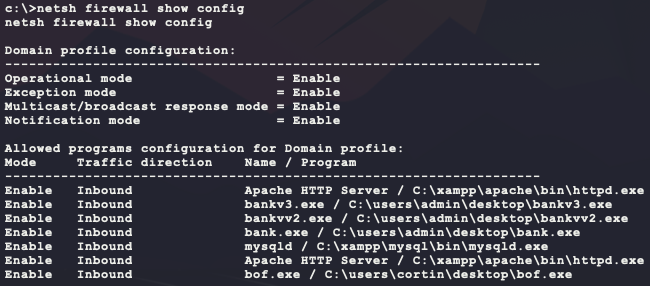 c:\>netsh firewall show config
netsh firewall show config
Domain profile configuration:
-------------------------------------------------------------------
Operational mode                  = Enable
Exception mode                    = Enable
Multicast/broadcast response mode = Enable
Notification mode                 = Enable
Allowed programs configuration for Domain profile:
Mode     Traffic direction    Name / Program
-------------------------------------------------------------------
Enable   Inbound              Apache HTTP Server / C:\xampp\apache\bin\httpd.exe
Enable   Inbound              bankv3.exe / C:\users\admin\desktop\bankv3.exe
Enable   Inbound              bankvv2.exe / C:\users\admin\desktop\bankvv2.exe
Enable   Inbound              bank.exe / C:\users\admin\desktop\bank.exe
Enable   Inbound              mysqld / C:\xampp\mysql\bin\mysqld.exe
Enable   Inbound              Apache HTTP Server / C:\xampp\apache\bin\httpd.exe
Enable   Inbound              bof.exe / C:\users\cortin\desktop\bof.exe